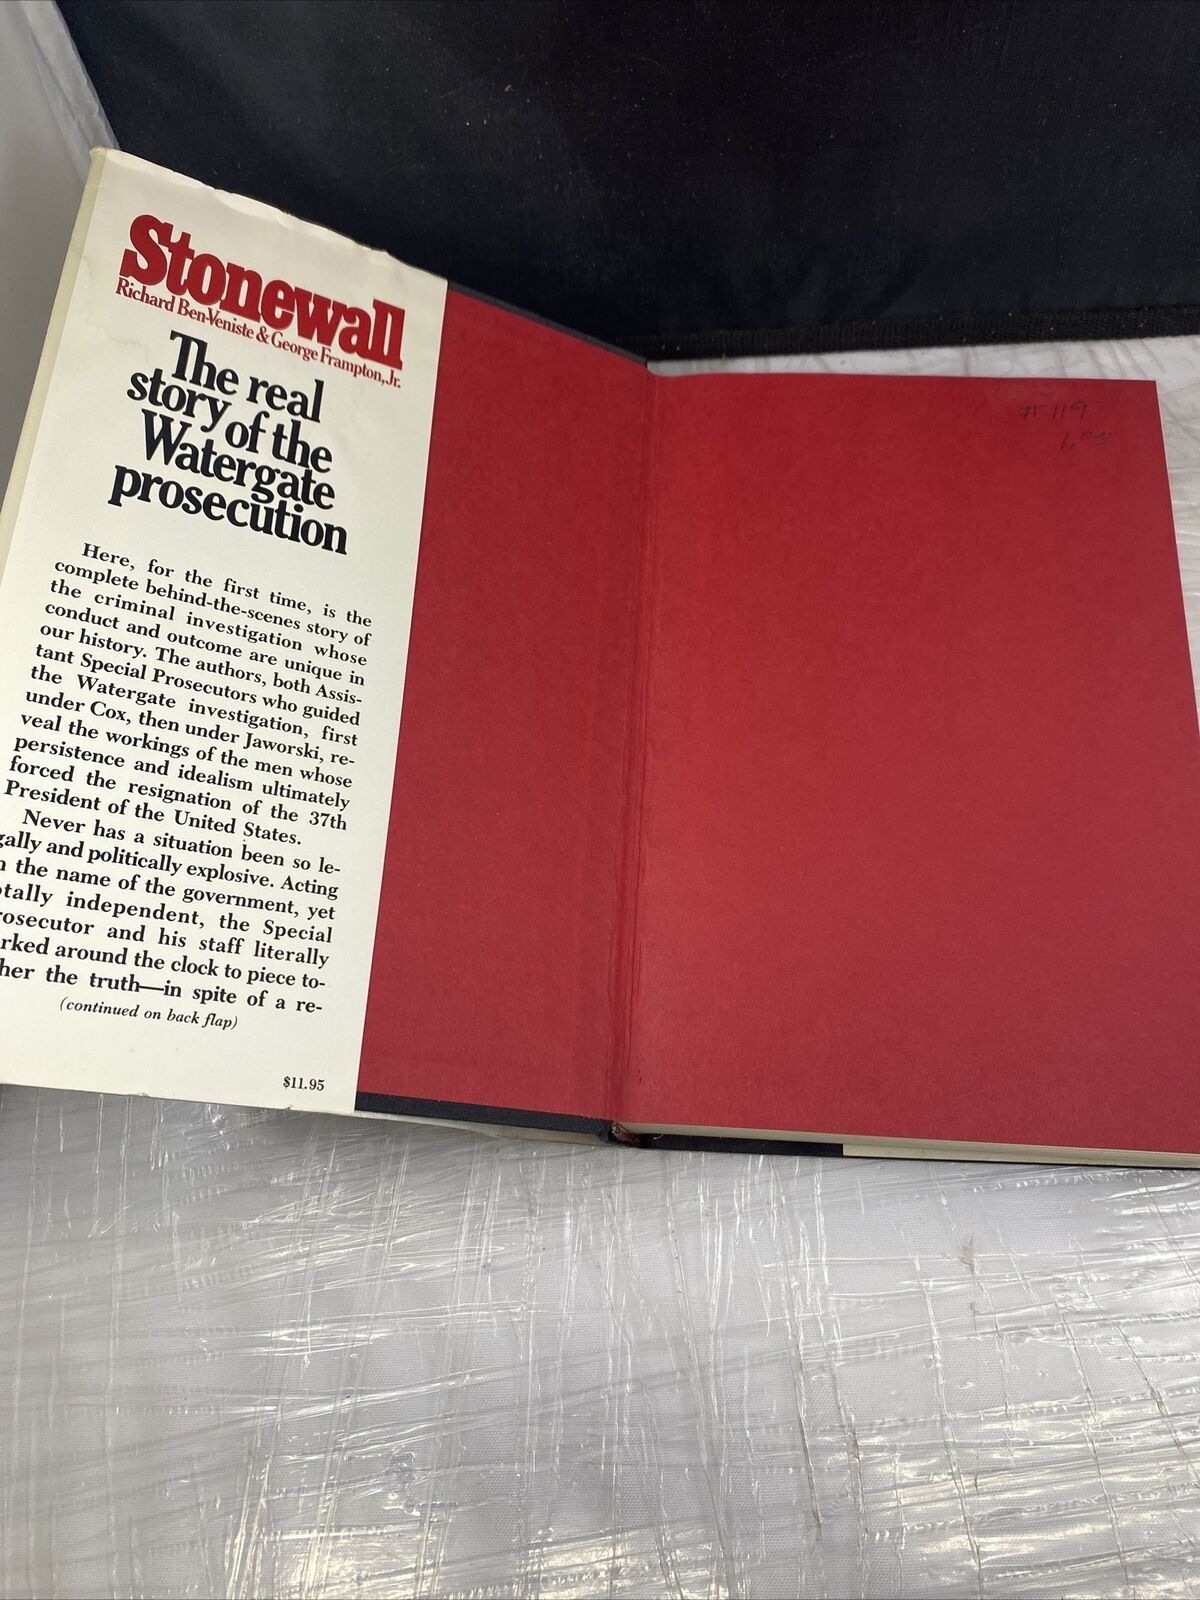 Stonewall
Richard Ben-Veniste & George Frampton, Jr.
The real
story of the
Watergate
prosecution
Here, for the first time, is the
complete behind-the-scenes story of
the criminal investigation whose
conduct and outcome are unique in
our history. The authors, both Assis-
tant Special Prosecutors who guided
the Watergate investigation, first
under Cox, then under Jaworski, re-
veal the workings of the men whose
persistence and idealism ultimately
forced the resignation of the 37th
President of the United States.
Never has a situation been so le-
gally and politically explosive. Acting
n the name of the government, yet
otally independent, the Special
rosecutor and his staff literally
rked around the clock to piece to-
her the truth—in spite of a re-
(continued on back flap)
$11.95
119